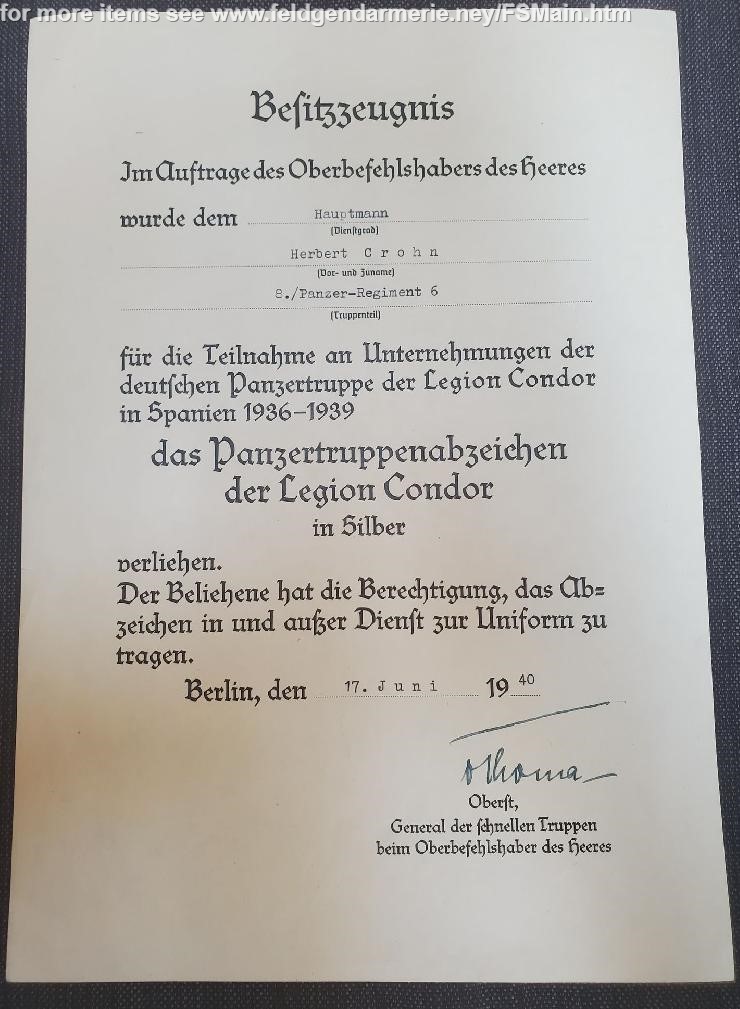 for more items see www.feldgendarmerie.ney/FSMain.htm
Besitzzeugnis
Im Auftrage des Oberbefehlshabers des Heeres
wurde dem Hauptmann
(Dienstgrad)
Herbert C r o h n
(Vor- und Zuname)
8./Panzer-Regiment 6
(Truppenteil)
für die Teilnahme an Unternehmungen der
deutschen Panzertruppe der Legion Condor
in Spanien 1936-1939
das Panzertruppenabzeichen
der Legion Condor
in Silber
verliehen.
Der Beliehene hat die Berechtigung, das Ab=
zeichen in und außer Dienst zur Uniform zu
tragen.
Berlin, den 17. J u n i 19 40
Thoma
Oberst,
General der schnellen Truppen
beim Oberbefehlshaber des Heeres